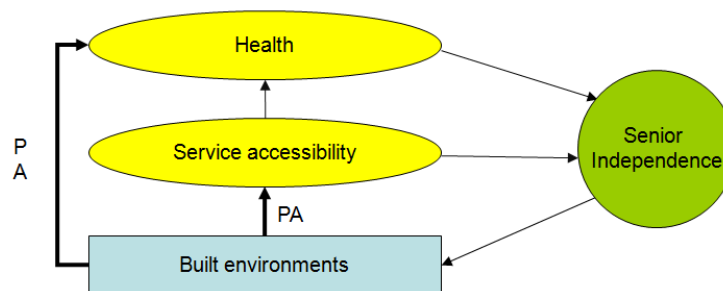 Health
P
A
Service accessibility
Senior
Independence
PA
Built environments